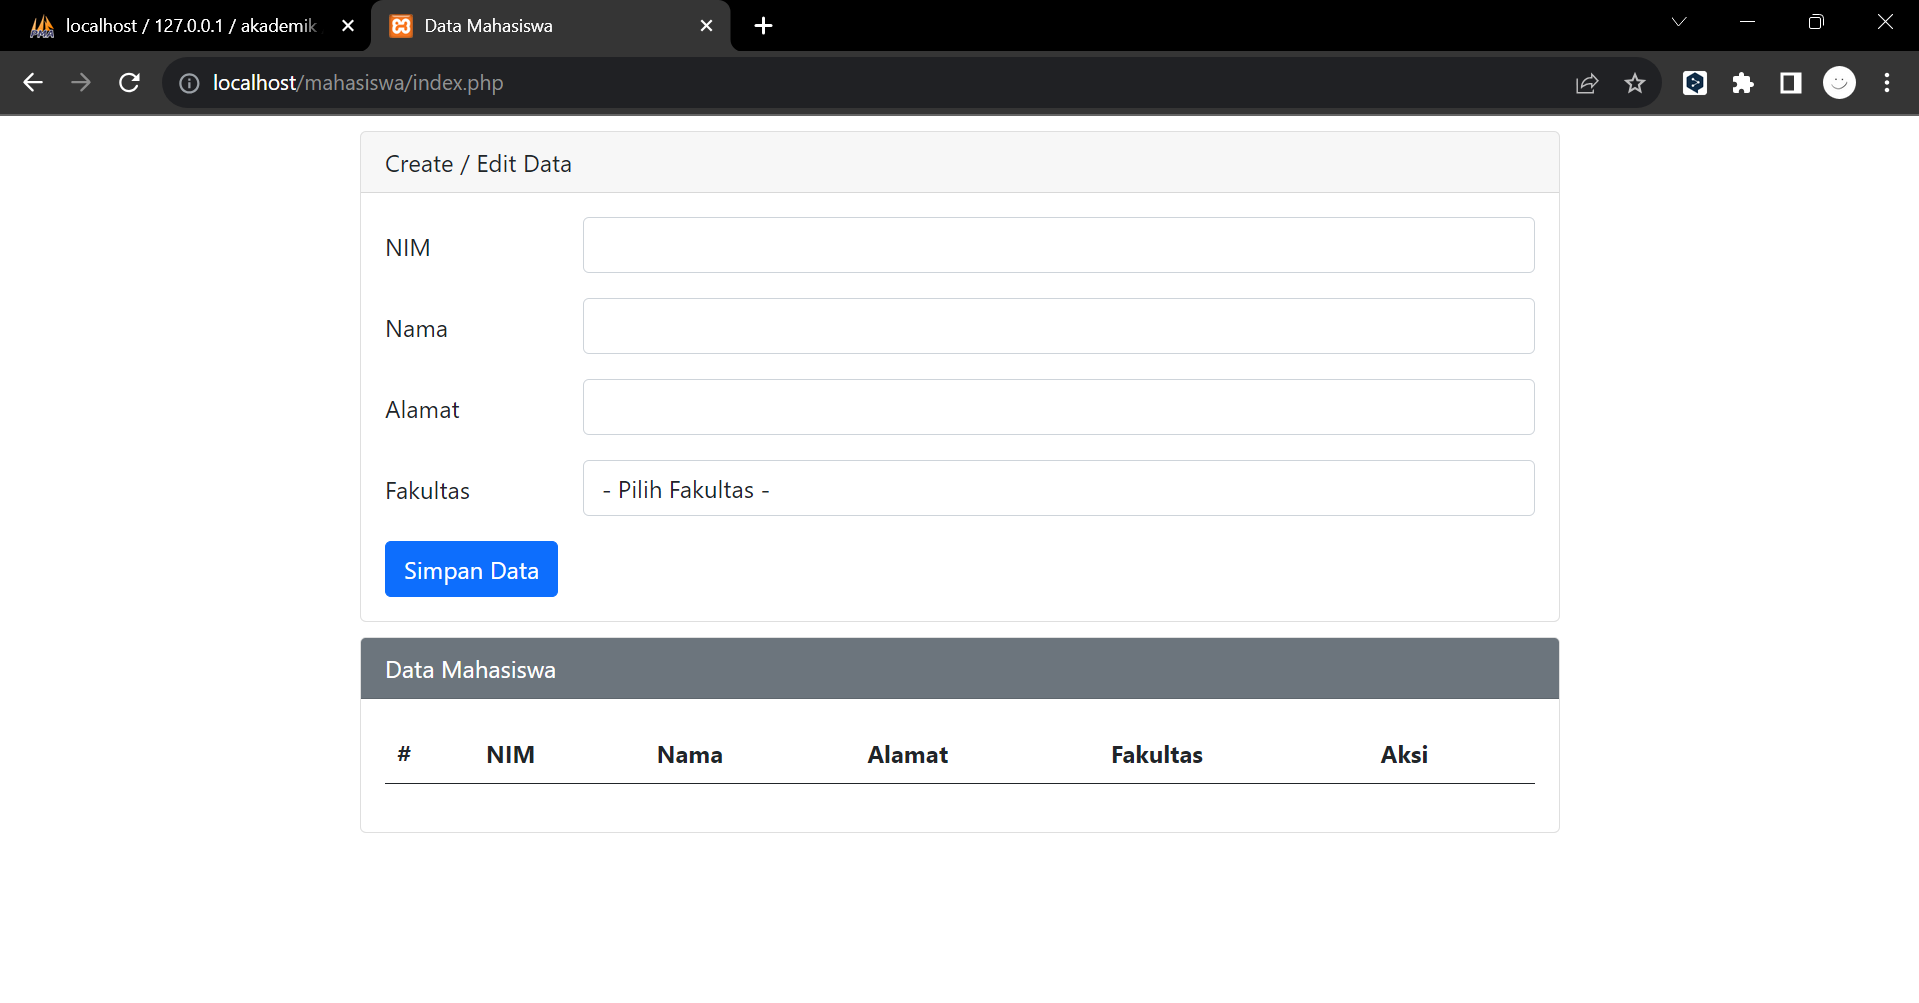 localhost / 127.0.0.1 / akademik
Data Mahasiswa
localhost/mahasiswa/index.php
Create / Edit Data
NIM
Nama
Alamat
Fakultas
- Pilih Fakultas -
Simpan Data
Data Mahasiswa
# NIM Nama Alamat Fakultas Aksi